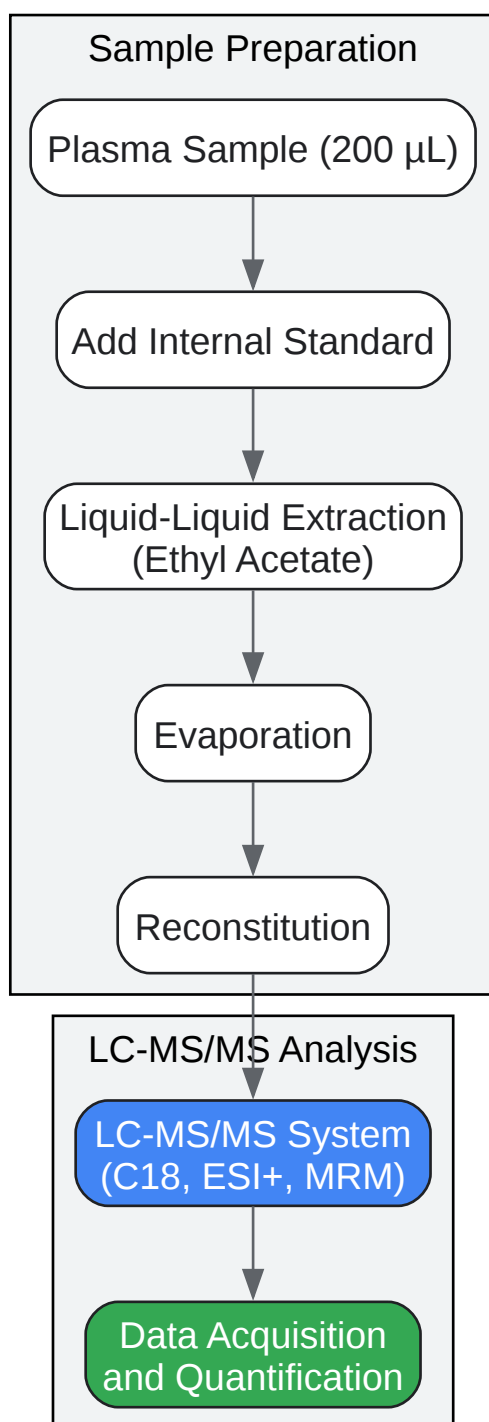 Sample Preparation
Plasma Sample (200 µL)
Add Internal Standard
Liquid-Liquid Extraction
(Ethyl Acetate)
Evaporation
Reconstitution
LC-MS/MS Analysis
LC-MS/MS System
(C18, ESI+, MRM)
Data Acquisition
and Quantification